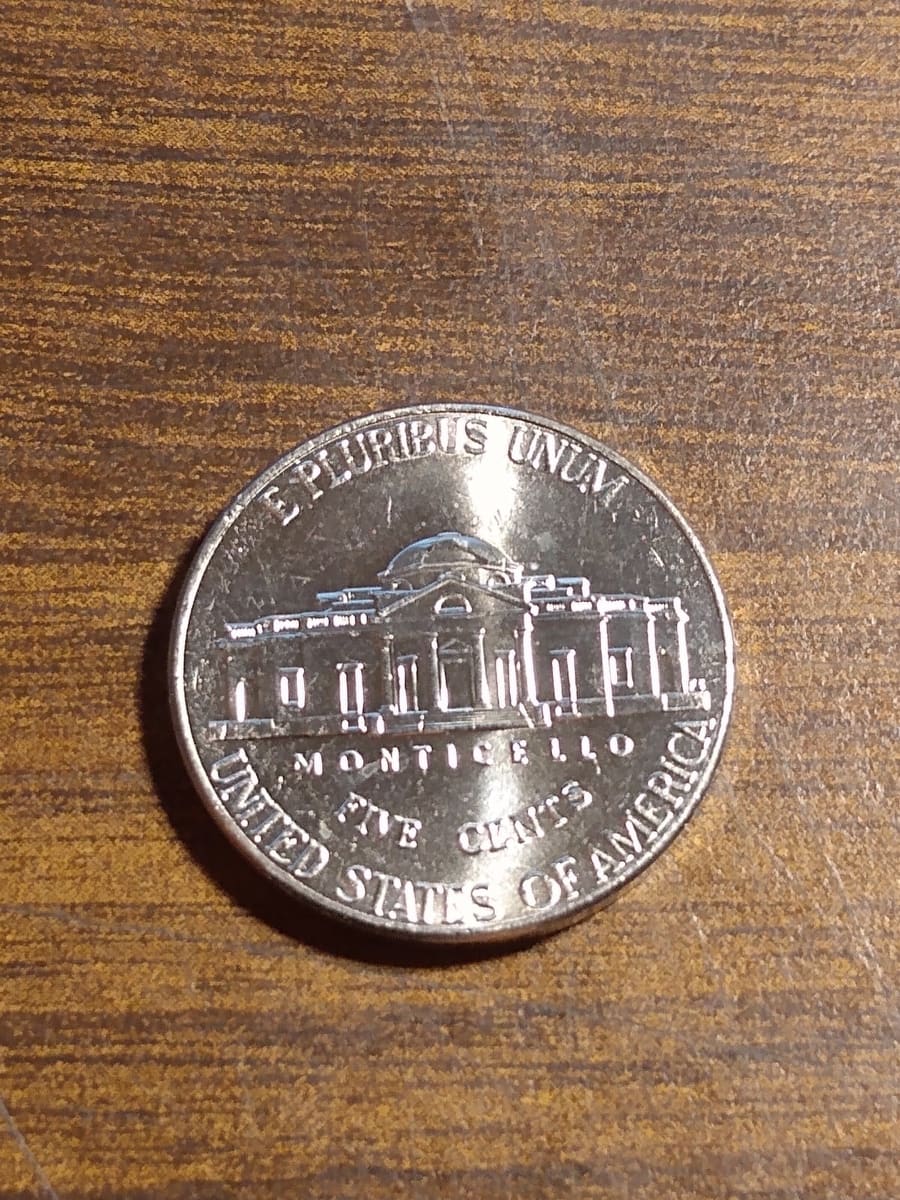 E PLURIBUS UNUM
MONTICELLO
FIVE CENTS
UNITED STATES OF AMERICA